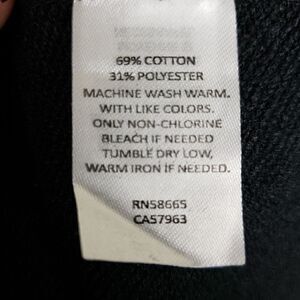 69% COTTON
31% POLYESTER
MACHINE WASH WARM.
WITH LIKE COLORS.
ONLY NON-CHLORINE
BLEACH IF NEEDED
TUMBLE DRY LOW,
WARM IRON IF NEEDED.
RN58665
CA57963